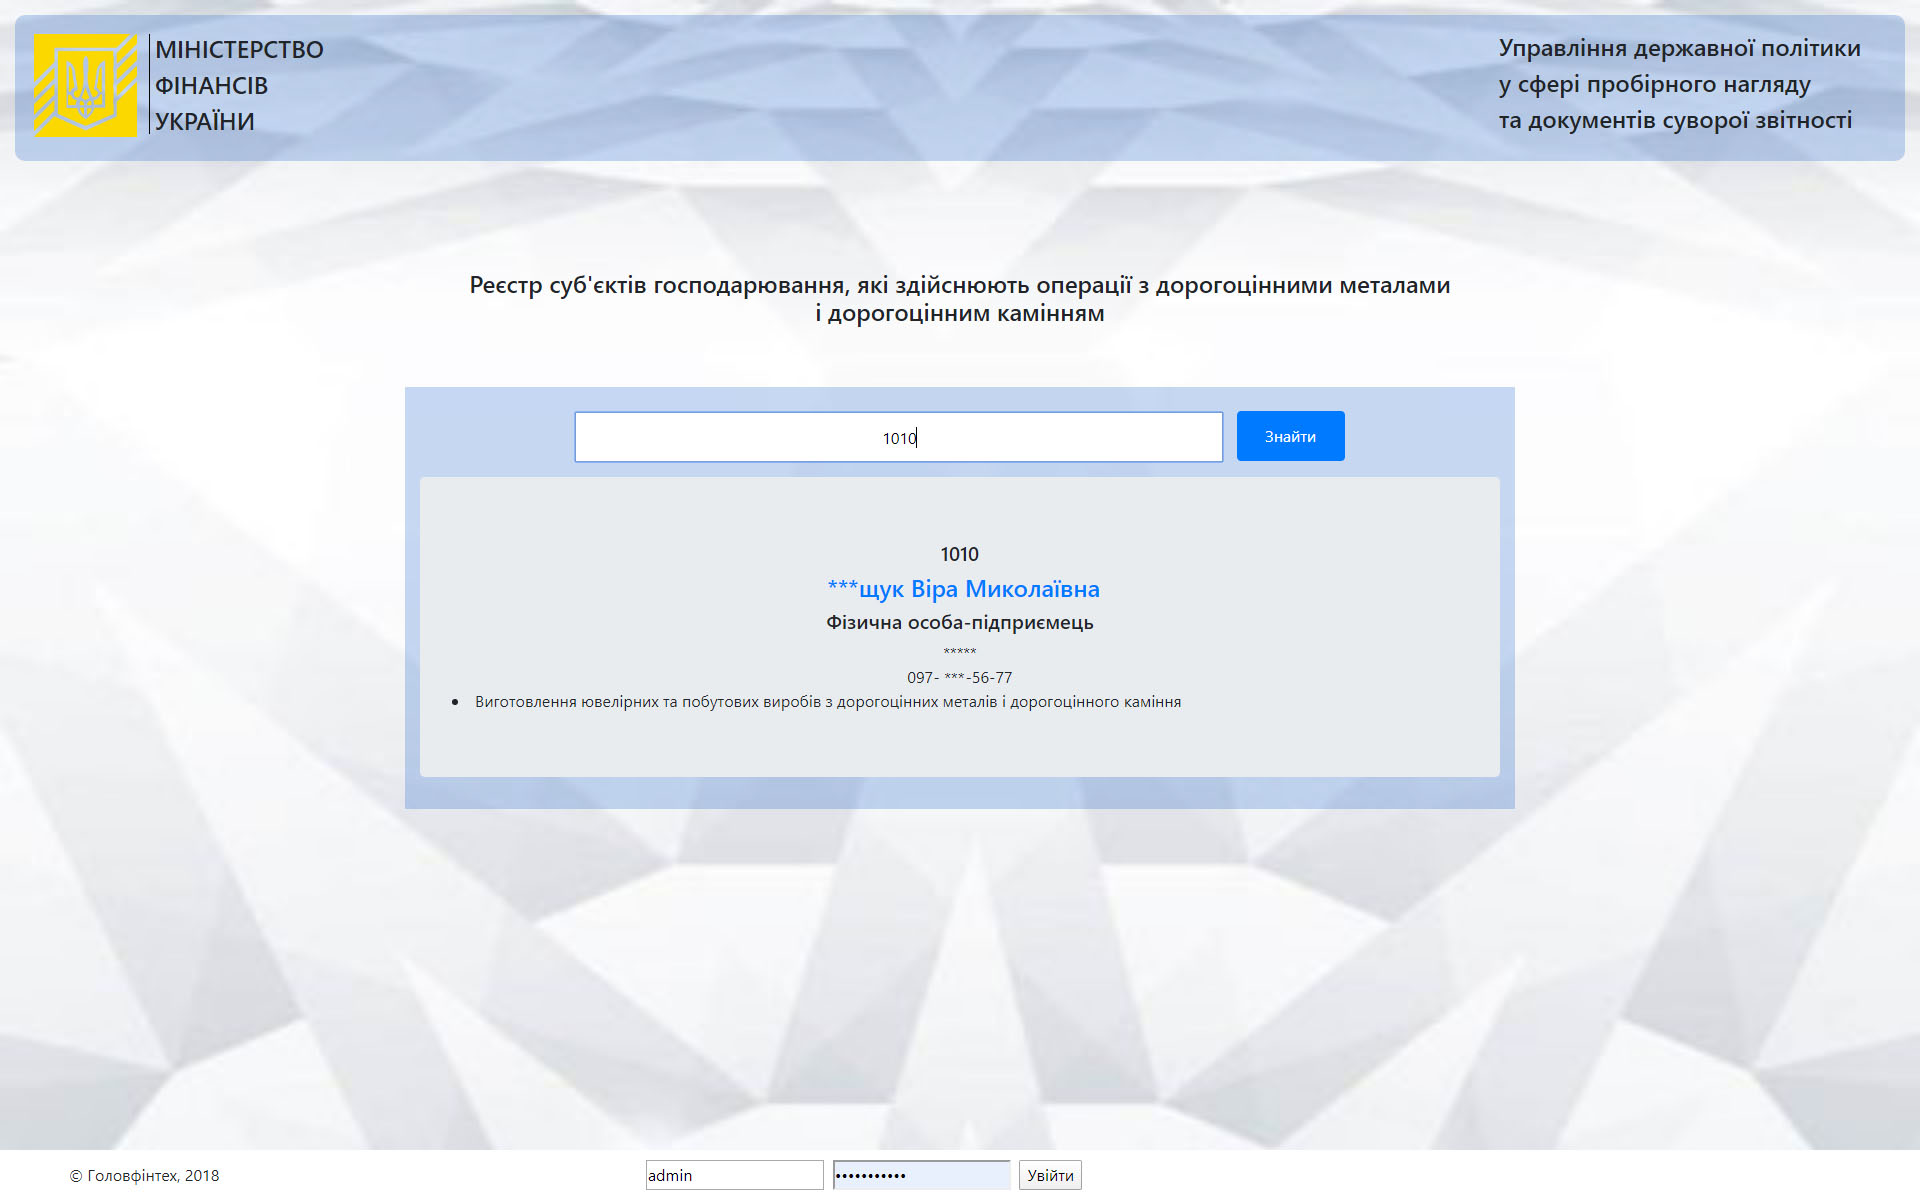 МІНІСТЕРСТВО
ФІНАНСІВ
УКРАЇНИ
Управління державної політики
у сфері пробірного нагляду
та документів суворої звітності
Реєстр суб'єктів господарювання, які здійснюють операції з дорогоцінними металами
і дорогоцінним камінням
1010
Знайти
1010
***щук Віра Миколаївна
Фізична особа-підприємець
*****
097- ***-56-77
• Виготовлення ювелірних та побутових виробів з дорогоцінних металів і дорогоцінного каміння
© Головфінтех, 2018
admin
•••••••••••
Увійти